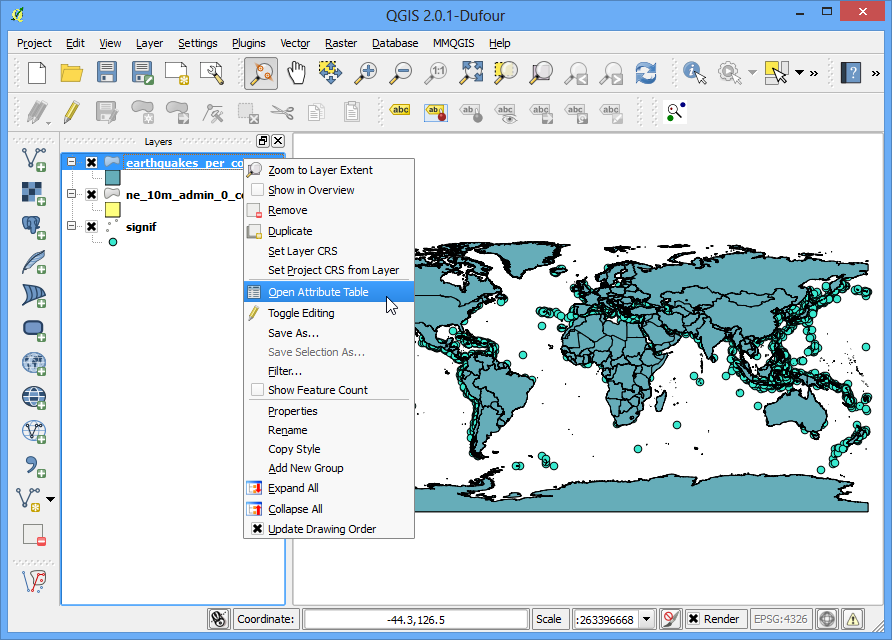 QGIS 2.0.1-Dufour
Project Edit View Layer Settings Plugins Vector Raster Database MMQGIS Help
1:1
abc abc ab abc abc abc abc
Layers
earthquakes_per_co
ne_10m_admin_0_co
signif
Zoom to Layer Extent
Show in Overview
Remove
Duplicate
Set Layer CRS
Set Project CRS from Layer
Open Attribute Table
Toggle Editing
Save As...
Save Selection As...
Filter...
Show Feature Count
Properties
Rename
Copy Style
Add New Group
Expand All
Collapse All
Update Drawing Order
Coordinate: -44.3,126.5 Scale :263396668 Render EPSG:4326